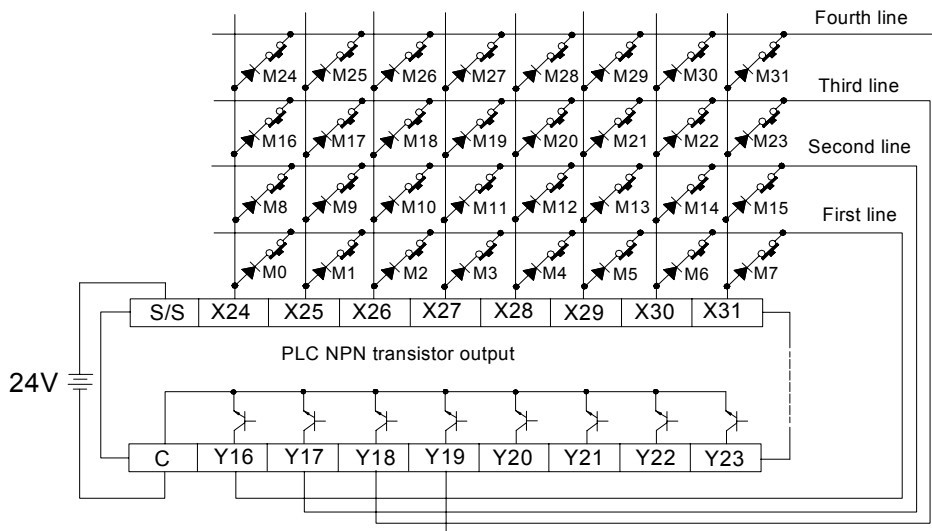 Fourth line
M24 M25 M26 M27 M28 M29 M30 M31
Third line
M16 M17 M18 M19 M20 M21 M22 M23
Second line
M8 M9 M10 M11 M12 M13 M14 M15
First line
M0 M1 M2 M3 M4 M5 M6 M7
S/S X24 X25 X26 X27 X28 X29 X30 X31
PLC NPN transistor output
24V
C Y16 Y17 Y18 Y19 Y20 Y21 Y22 Y23